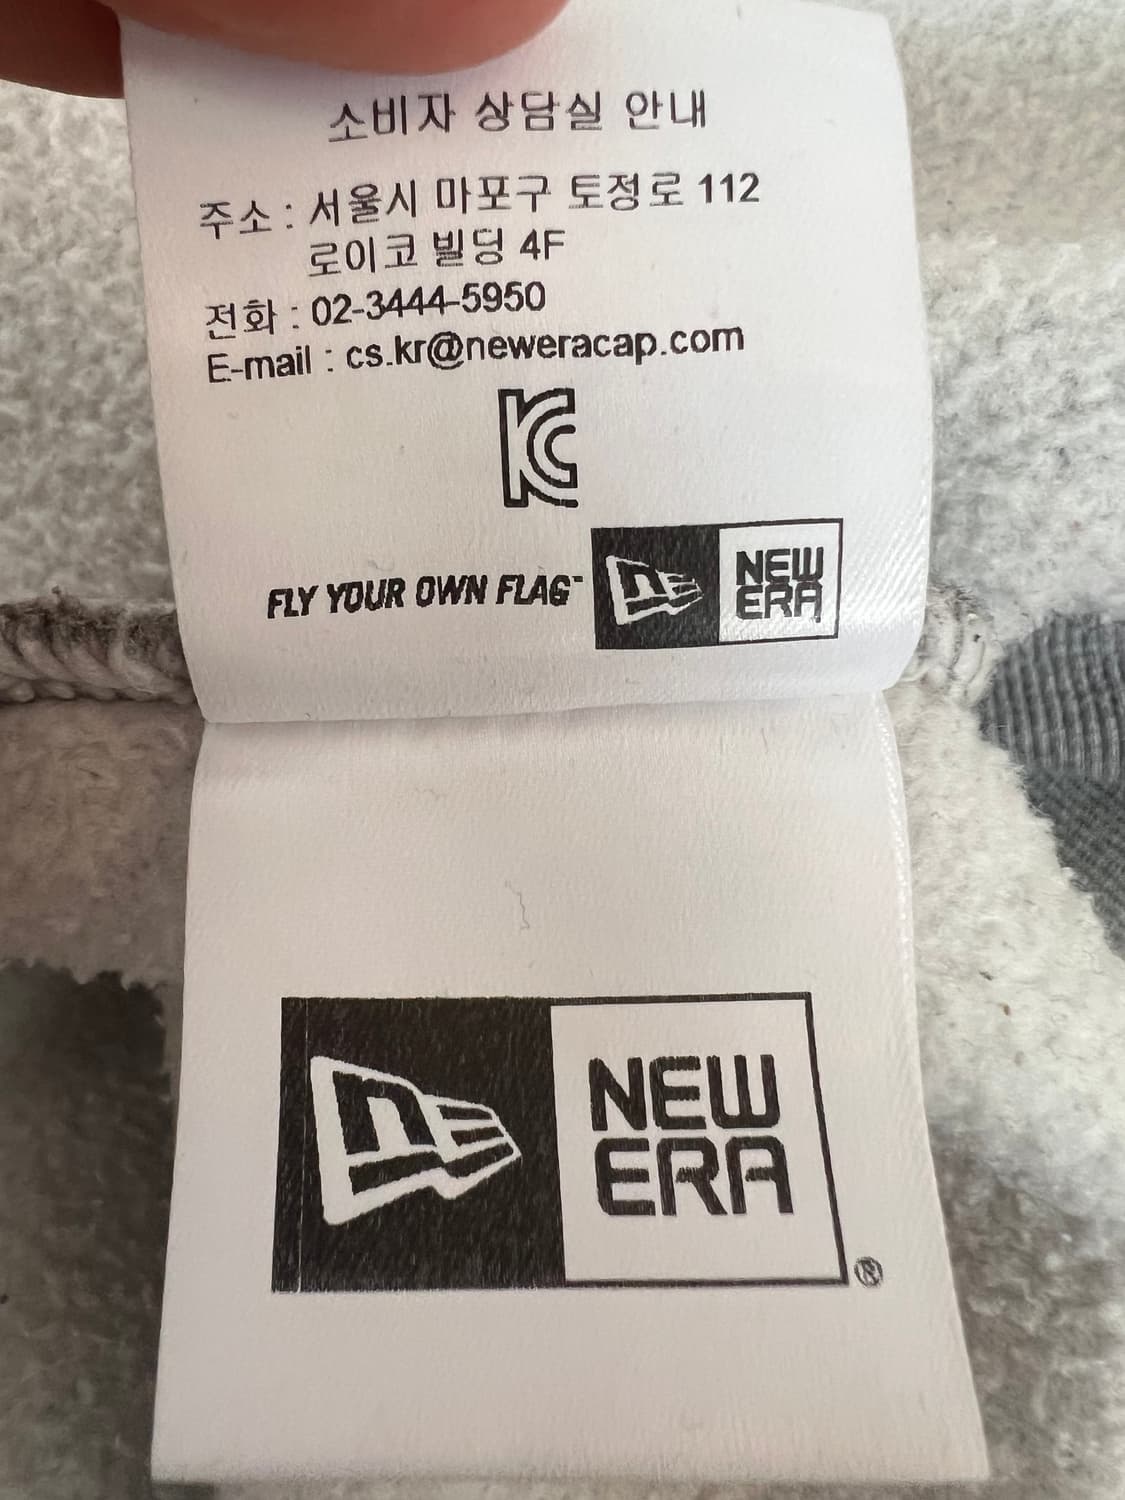 소비자 상담실 안내
주소 : 서울시 마포구 토정로 112
로이코 빌딩 4F
전화 : 02-3444-5950
E-mail : cs.kr@neweracap.com
KC
FLY YOUR OWN FLAG™
NEW
ERA
NEW
ERA
®